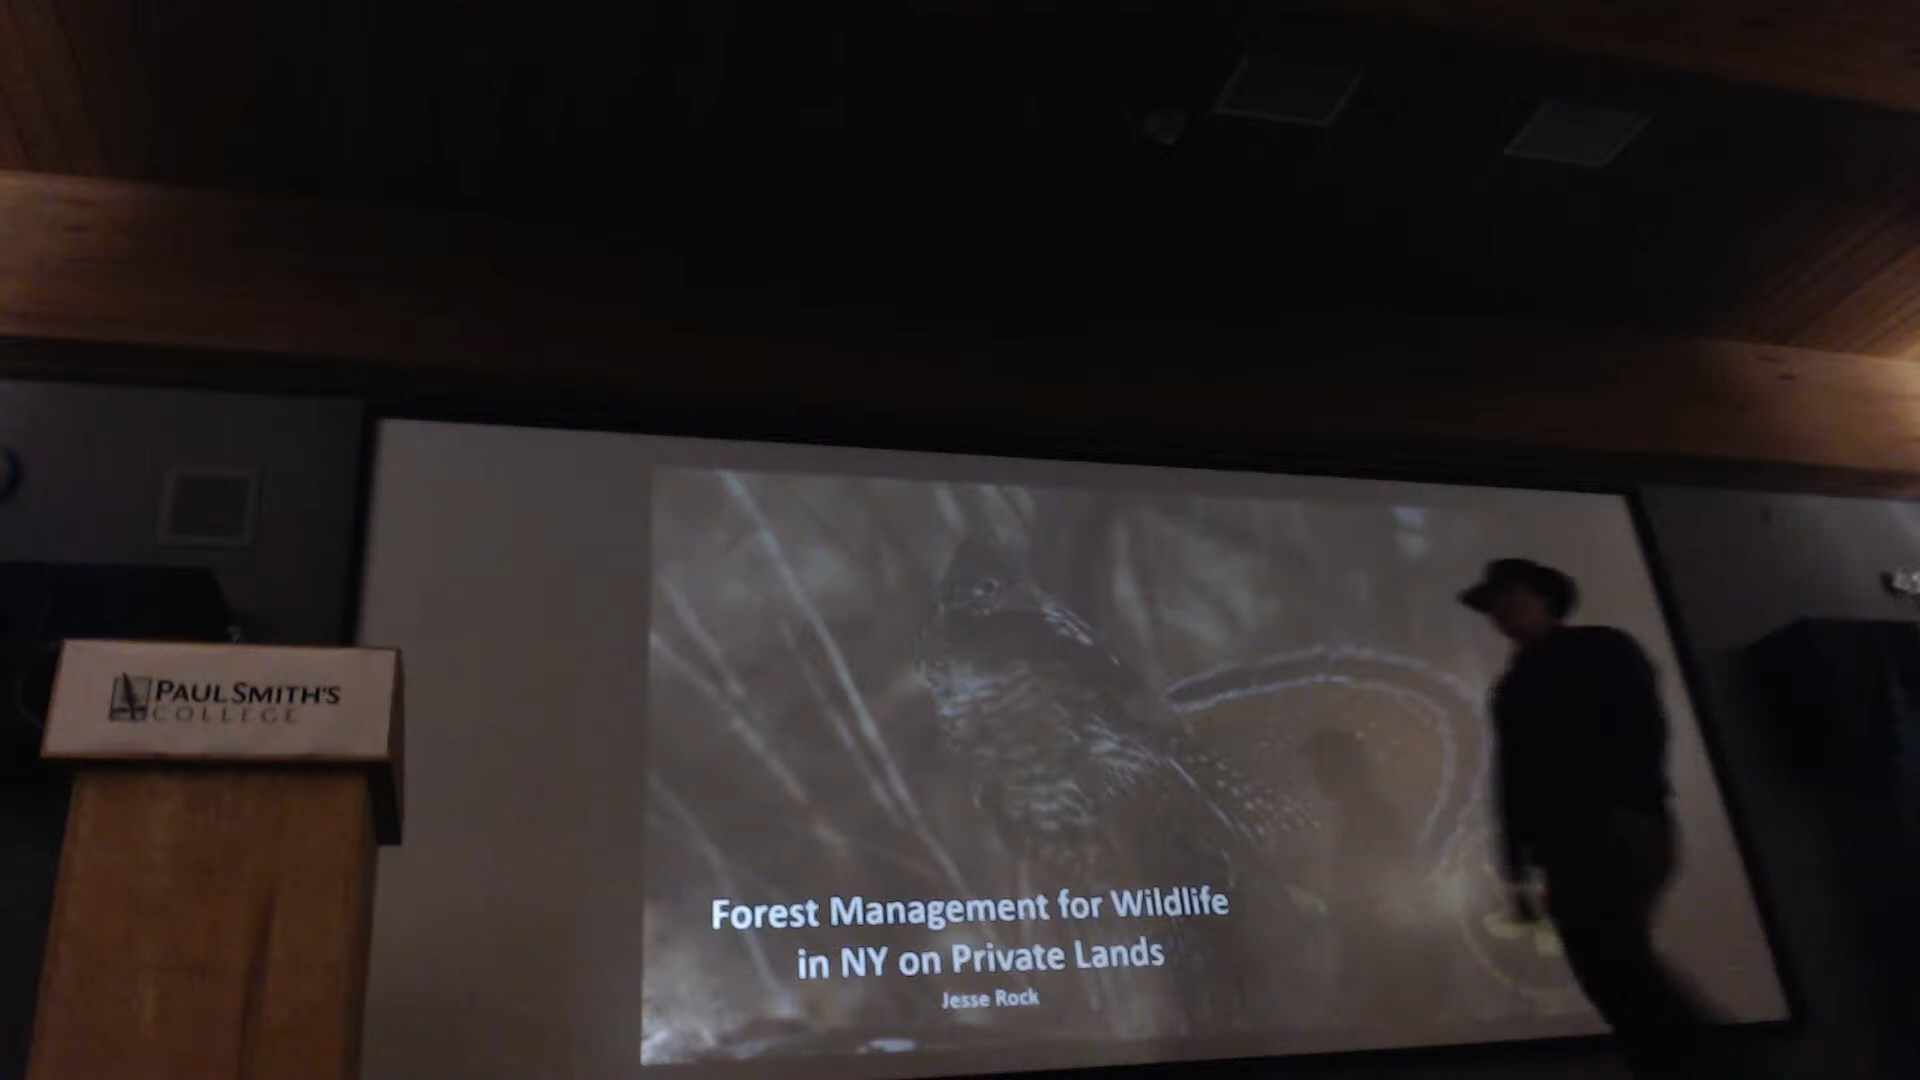 PAUL SMITH'S
COLLEGE
Forest Management for Wildlife
in NY on Private Lands
Jesse Rock